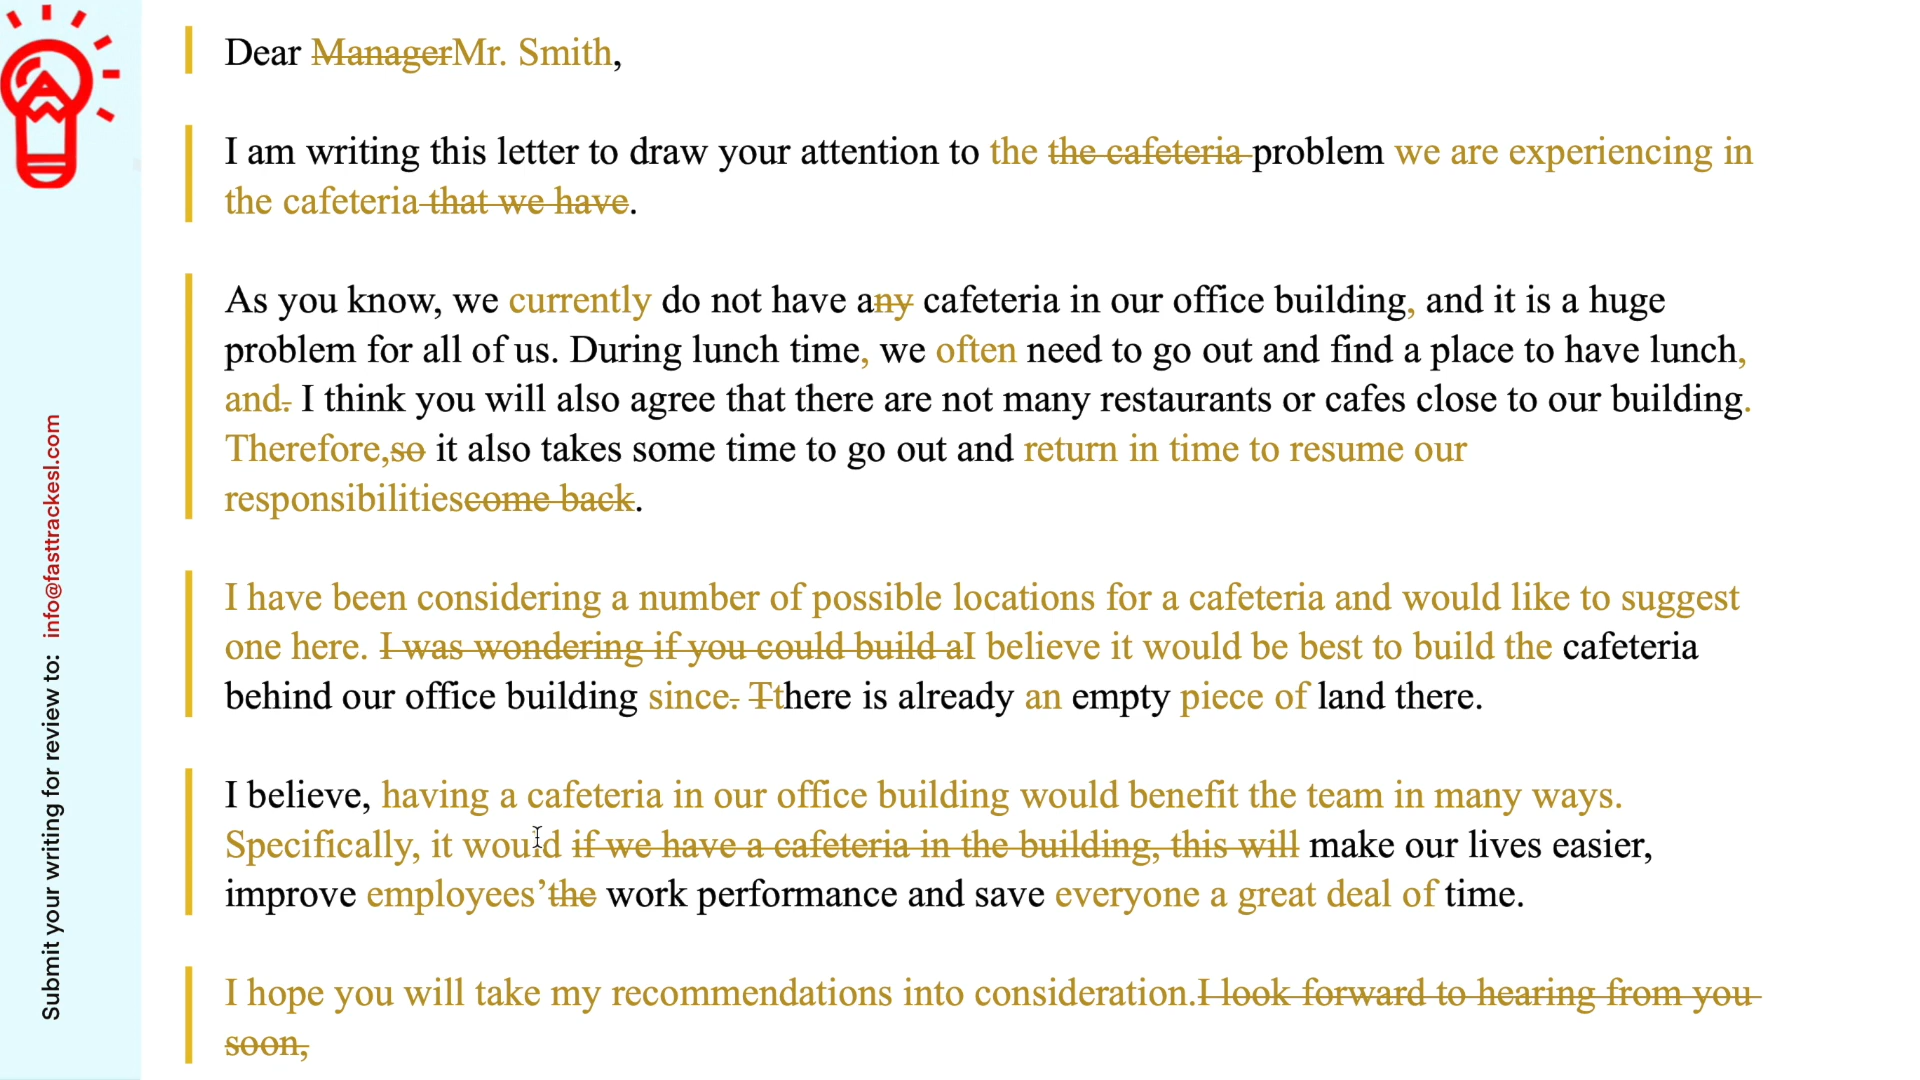 Dear ManagerMr. Smith,
I am writing this letter to draw your attention to the the cafeteria problem we are experiencing in
the cafeteria that we have.
As you know, we currently do not have any cafeteria in our office building, and it is a huge
problem for all of us. During lunch time, we often need to go out and find a place to have lunch,
and. I think you will also agree that there are not many restaurants or cafes close to our building.
Therefore,so it also takes some time to go out and return in time to resume our
responsibilitiescome back.
I have been considering a number of possible locations for a cafeteria and would like to suggest
one here. I was wondering if you could build aI believe it would be best to build the cafeteria
behind our office building since. Tthere is already an empty piece of land there.
I believe, having a cafeteria in our office building would benefit the team in many ways.
Specifically, it would if we have a cafeteria in the building, this will make our lives easier,
improve employees’the work performance and save everyone a great deal of time.
I hope you will take my recommendations into consideration.I look forward to hearing from you
soon,
Submit your writing for review to: info@fasttrackesl.com